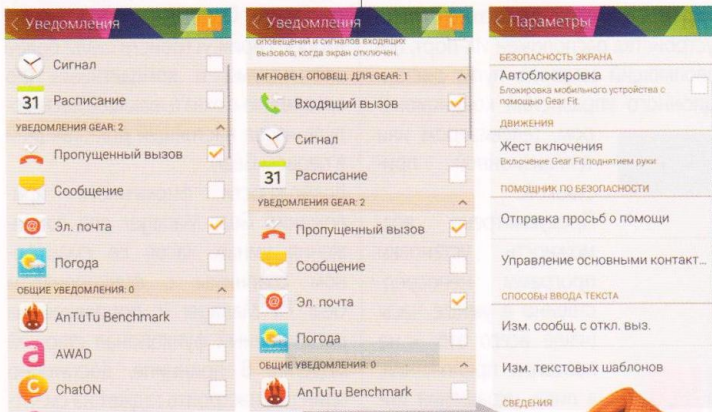 Уведомления
Сигнал
31 Расписание
УВЕДОМЛЕНИЯ GEAR: 2
Пропущенный вызов
Сообщение
Эл. почта
Погода
ОБЩИЕ УВЕДОМЛЕНИЯ: 0
AnTuTu Benchmark
AWAD
ChatON
Уведомления
оповещений и сигналов входящих
вызовов, когда экран отключен.
МГНОВЕН. ОПОВЕЩ. ДЛЯ GEAR: 1
Входящий вызов
Сигнал
31 Расписание
УВЕДОМЛЕНИЯ GEAR: 2
Пропущенный вызов
Сообщение
Эл. почта
Погода
ОБЩИЕ УВЕДОМЛЕНИЯ: 0
AnTuTu Benchmark
Параметры
БЕЗОПАСНОСТЬ ЭКРАНА
Автоблокировка
Блокировка мобильного устройства с
помощью Gear Fit.
ДВИЖЕНИЯ
Жест включения
Включение Gear Fit поднятием руки
ПОМОЩНИК ПО БЕЗОПАСНОСТИ
Отправка просьб о помощи
Управление основными контакт...
СПОСОБЫ ВВОДА ТЕКСТА
Изм. сообщ. с откл. выз.
Изм. текстовых шаблонов
СВЕДЕНИЯ